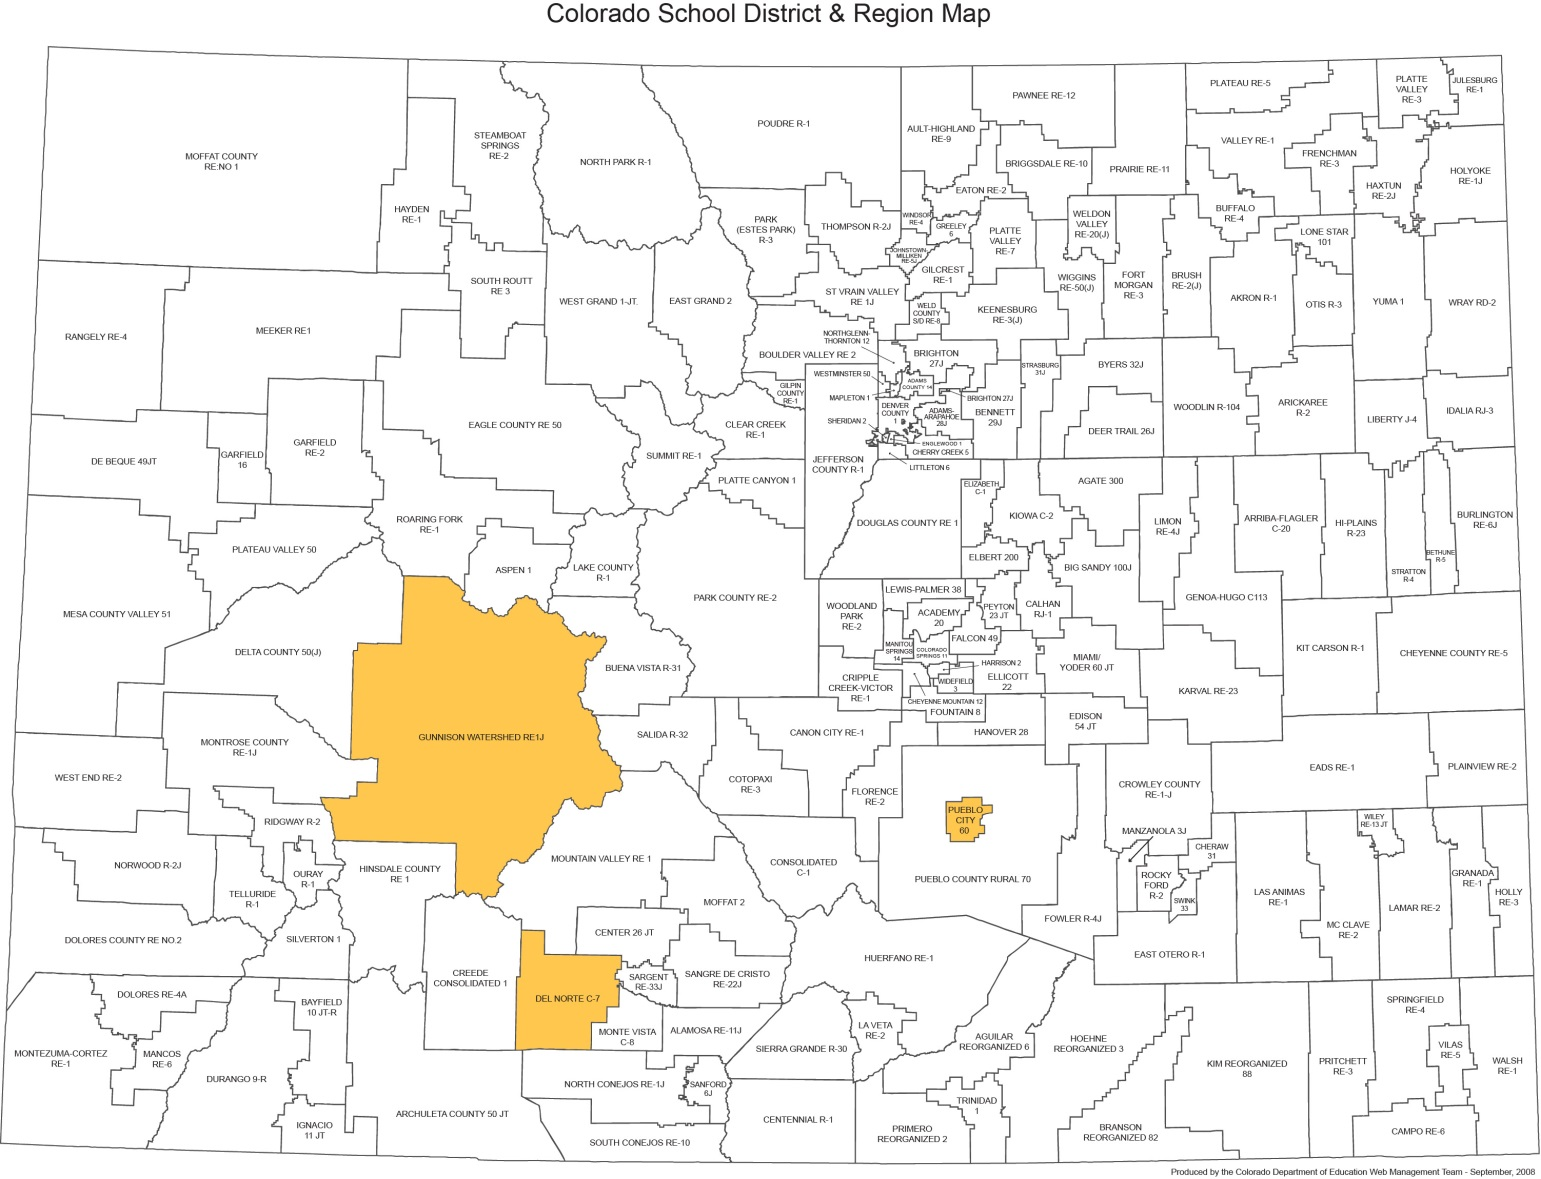 Colorado School District & Region Map
MOFFAT COUNTY
RE:NO 1
HAYDEN
RE-1
STEAMBOAT
SPRINGS
RE-2
NORTH PARK R-1
POUDRE R-1
AULT-HIGHLAND
RE-9
PAWNEE RE-12
BRIGGSDALE RE-10
PRAIRIE RE-11
PLATEAU RE-5
VALLEY RE-1
FRENCHMAN
RE-3
PLATTE
VALLEY
RE-3
JULESBURG
RE-1
HOLYOKE
RE-1J
HAXTUN
RE-2J
BUFFALO
RE-4
LONE STAR
101
EATON RE-2
WINDSOR
RE-4
GREELEY
6
PLATTE
VALLEY
RE-7
WELDON
VALLEY
RE-20(J)
PARK
(ESTES PARK)
R-3
THOMPSON R-2J
JOHNSTOWN-
MILLIKEN
RE-5J
GILCREST
RE-1
ST VRAIN VALLEY
RE 1J
WELD
COUNTY
S/D RE-8
KEENESBURG
RE-3(J)
WIGGINS
RE-50(J)
FORT
MORGAN
RE-3
BRUSH
RE-2(J)
AKRON R-1
OTIS R-3
YUMA 1
WRAY RD-2
SOUTH ROUTT
RE 3
WEST GRAND 1-JT.
EAST GRAND 2
RANGELY RE-4
MEEKER RE1
BOULDER VALLEY RE 2
NORTHGLENN-
THORNTON 12
BRIGHTON
27J
WESTMINSTER 50
ADAMS
COUNTY 14
MAPLETON 1
BRIGHTON 27J
DENVER
COUNTY
1
ADAMS-
ARAPAHOE
28J
BENNETT
29J
SHERIDAN 2
ENGLEWOOD 1
CHERRY CREEK 5
LITTLETON 6
STRASBURG
31J
BYERS 32J
DEER TRAIL 26J
WOODLIN R-104
ARICKAREE
R-2
LIBERTY J-4
IDALIA RJ-3
GILPIN
COUNTY
RE-1
CLEAR CREEK
RE-1
JEFFERSON
COUNTY R-1
PLATTE CANYON 1
SUMMIT RE-1
EAGLE COUNTY RE 50
GARFIELD
RE-2
GARFIELD
16
DE BEQUE 49JT
ROARING FORK
RE-1
PLATEAU VALLEY 50
ASPEN 1
LAKE COUNTY
R-1
PARK COUNTY RE-2
DOUGLAS COUNTY RE 1
ELIZABETH
C-1
KIOWA C-2
AGATE 300
ELBERT 200
BIG SANDY 100J
LIMON
RE-4J
ARRIBA-FLAGLER
C-20
HI-PLAINS
R-23
STRATTON
R-4
BETHUNE
R-5
BURLINGTON
RE-6J
GENOA-HUGO C113
MESA COUNTY VALLEY 51
DELTA COUNTY 50(J)
BUENA VISTA R-31
WOODLAND
PARK
RE-2
LEWIS-PALMER 38
ACADEMY
20
PEYTON
23 JT
CALHAN
RJ-1
FALCON 49
MANITOU
SPRINGS
14
COLORADO
SPRINGS 11
HARRISON 2
WIDEFIELD
3
ELLICOTT
22
MIAMI/
YODER 60 JT
CRIPPLE
CREEK-VICTOR
RE-1
CHEYENNE MOUNTAIN 12
FOUNTAIN 8
HANOVER 28
EDISON
54 JT
KARVAL RE-23
KIT CARSON R-1
CHEYENNE COUNTY RE-5
GUNNISON WATERSHED RE1J
SALIDA R-32
CANON CITY RE-1
COTOPAXI
RE-3
FLORENCE
RE-2
MONTROSE COUNTY
RE-1J
WEST END RE-2
RIDGWAY R-2
PUEBLO
CITY
60
PUEBLO COUNTY RURAL 70
CROWLEY COUNTY
RE-1-J
EADS RE-1
PLAINVIEW RE-2
MANZANOLA 3J
CHERAW
31
ROCKY
FORD
R-2
SWINK
33
FOWLER R-4J
EAST OTERO R-1
LAS ANIMAS
RE-1
WILEY
RE-13 JT
MC CLAVE
RE-2
LAMAR RE-2
GRANADA
RE-1
HOLLY
RE-3
NORWOOD R-2J
TELLURIDE
R-1
OURAY
R-1
HINSDALE COUNTY
RE 1
MOUNTAIN VALLEY RE 1
CONSOLIDATED
C-1
MOFFAT 2
CENTER 26 JT
DOLORES COUNTY RE NO.2
SILVERTON 1
CREEDE
CONSOLIDATED 1
DEL NORTE C-7
SARGENT
RE-33J
SANGRE DE CRISTO
RE-22J
HUERFANO RE-1
MONTE VISTA
C-8
ALAMOSA RE-11J
LA VETA
RE-2
SIERRA GRANDE R-30
AGUILAR
REORGANIZED 6
HOEHNE
REORGANIZED 3
DOLORES RE-4A
MONTEZUMA-CORTEZ
RE-1
MANCOS
RE-6
BAYFIELD
10 JT-R
DURANGO 9-R
IGNACIO
11 JT
ARCHULETA COUNTY 50 JT
NORTH CONEJOS RE-1J
SANFORD
6J
SOUTH CONEJOS RE-10
CENTENNIAL R-1
PRIMERO
REORGANIZED 2
TRINIDAD
1
BRANSON
REORGANIZED 82
KIM REORGANIZED
88
PRITCHETT
RE-3
SPRINGFIELD
RE-4
VILAS
RE-5
WALSH
RE-1
CAMPO RE-6
Produced by the Colorado Department of Education Web Management Team - September, 2008